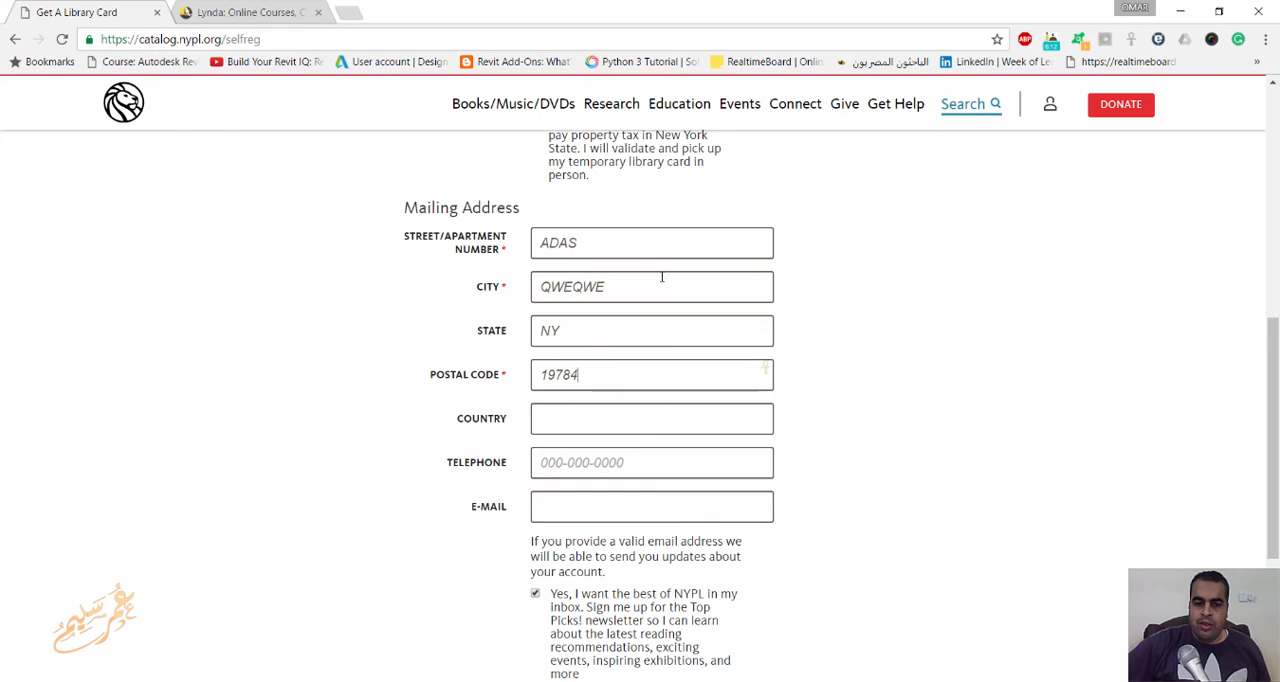 Get A Library Card
Lynda: Online Courses, C
OMAR
https://catalog.nypl.org/selfreg
ABP
6:12
Bookmarks
Course: Autodesk Rev
Build Your Revit IQ: Re
User account | Design
Revit Add-Ons: What'
Python 3 Tutorial | So
RealtimeBoard | Onlin
الباحثون المصريون
LinkedIn | Week of Le
https://realtimeboard
Books/Music/DVDs Research Education Events Connect Give Get Help Search
DONATE
pay property tax in New York
State. I will validate and pick up
my temporary library card in
person.
Mailing Address
STREET/APARTMENT
NUMBER *
ADAS
CITY *
QWEQWE
STATE
NY
POSTAL CODE *
19784
COUNTRY
TELEPHONE
000-000-0000
E-MAIL
If you provide a valid email address we
will be able to send you updates about
your account.
Yes, I want the best of NYPL in my
Inbox. Sign me up for the Top
Picks! newsletter so I can learn
about the latest reading
recommendations, exciting
events, inspiring exhibitions, and
more
عمر سليم